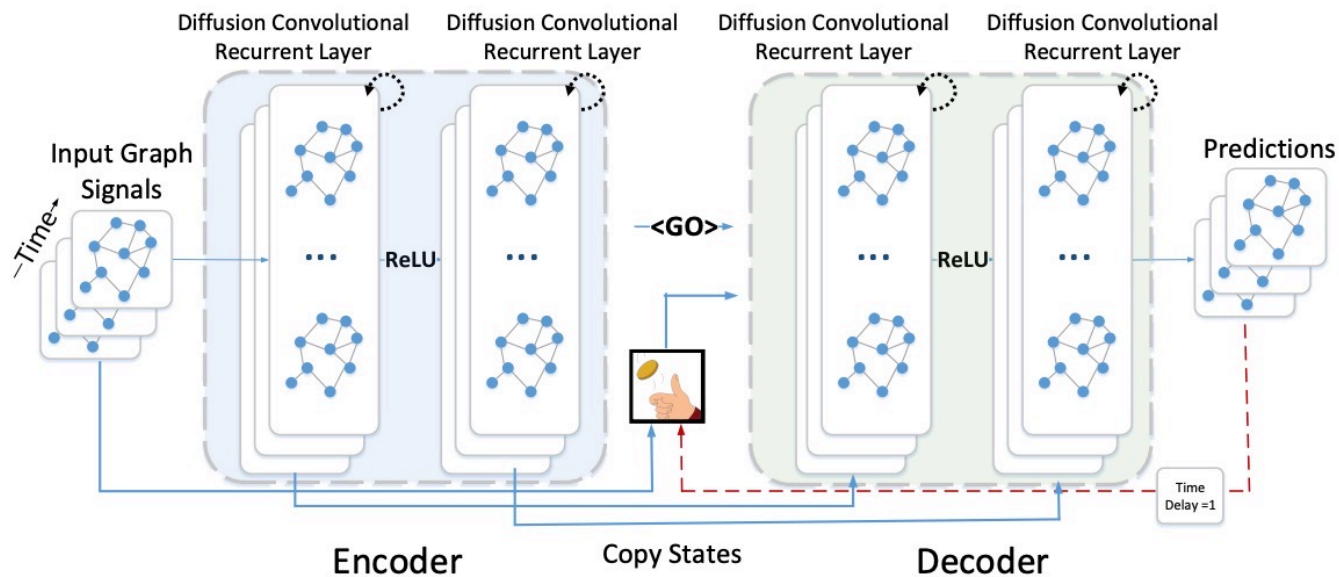 Diffusion Convolutional
Recurrent Layer
Diffusion Convolutional
Recurrent Layer
Diffusion Convolutional
Recurrent Layer
Diffusion Convolutional
Recurrent Layer
Input Graph
Signals
Time
ReLU
<GO>
ReLU
Predictions
Time
Delay =1
Encoder
Copy States
Decoder